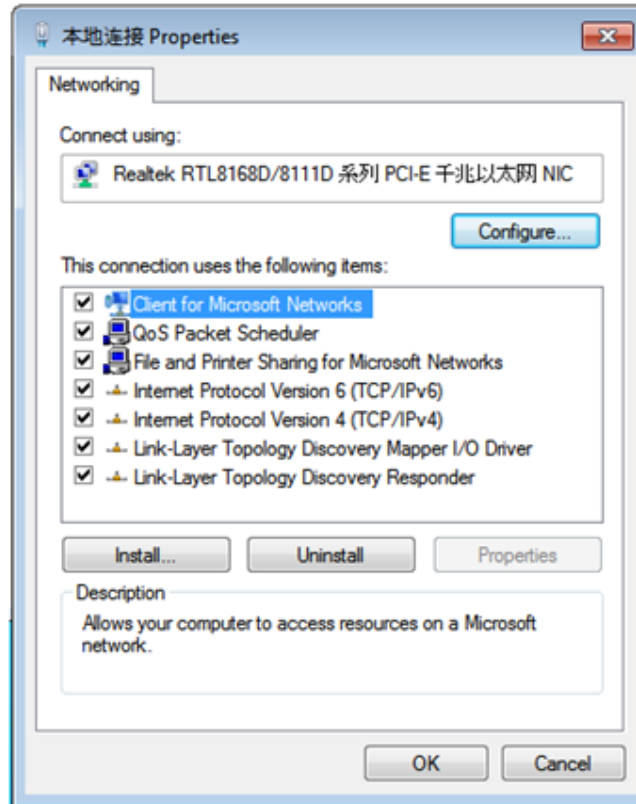 本地连接 Properties
Networking
Connect using:
Realtek RTL8168D/8111D 系列 PCI-E 千兆以太网 NIC
Configure...
This connection uses the following items:
Client for Microsoft Networks
QoS Packet Scheduler
File and Printer Sharing for Microsoft Networks
Internet Protocol Version 6 (TCP/IPv6)
Internet Protocol Version 4 (TCP/IPv4)
Link-Layer Topology Discovery Mapper I/O Driver
Link-Layer Topology Discovery Responder
Install... Uninstall Properties
Description
Allows your computer to access resources on a Microsoft
network.
OK Cancel